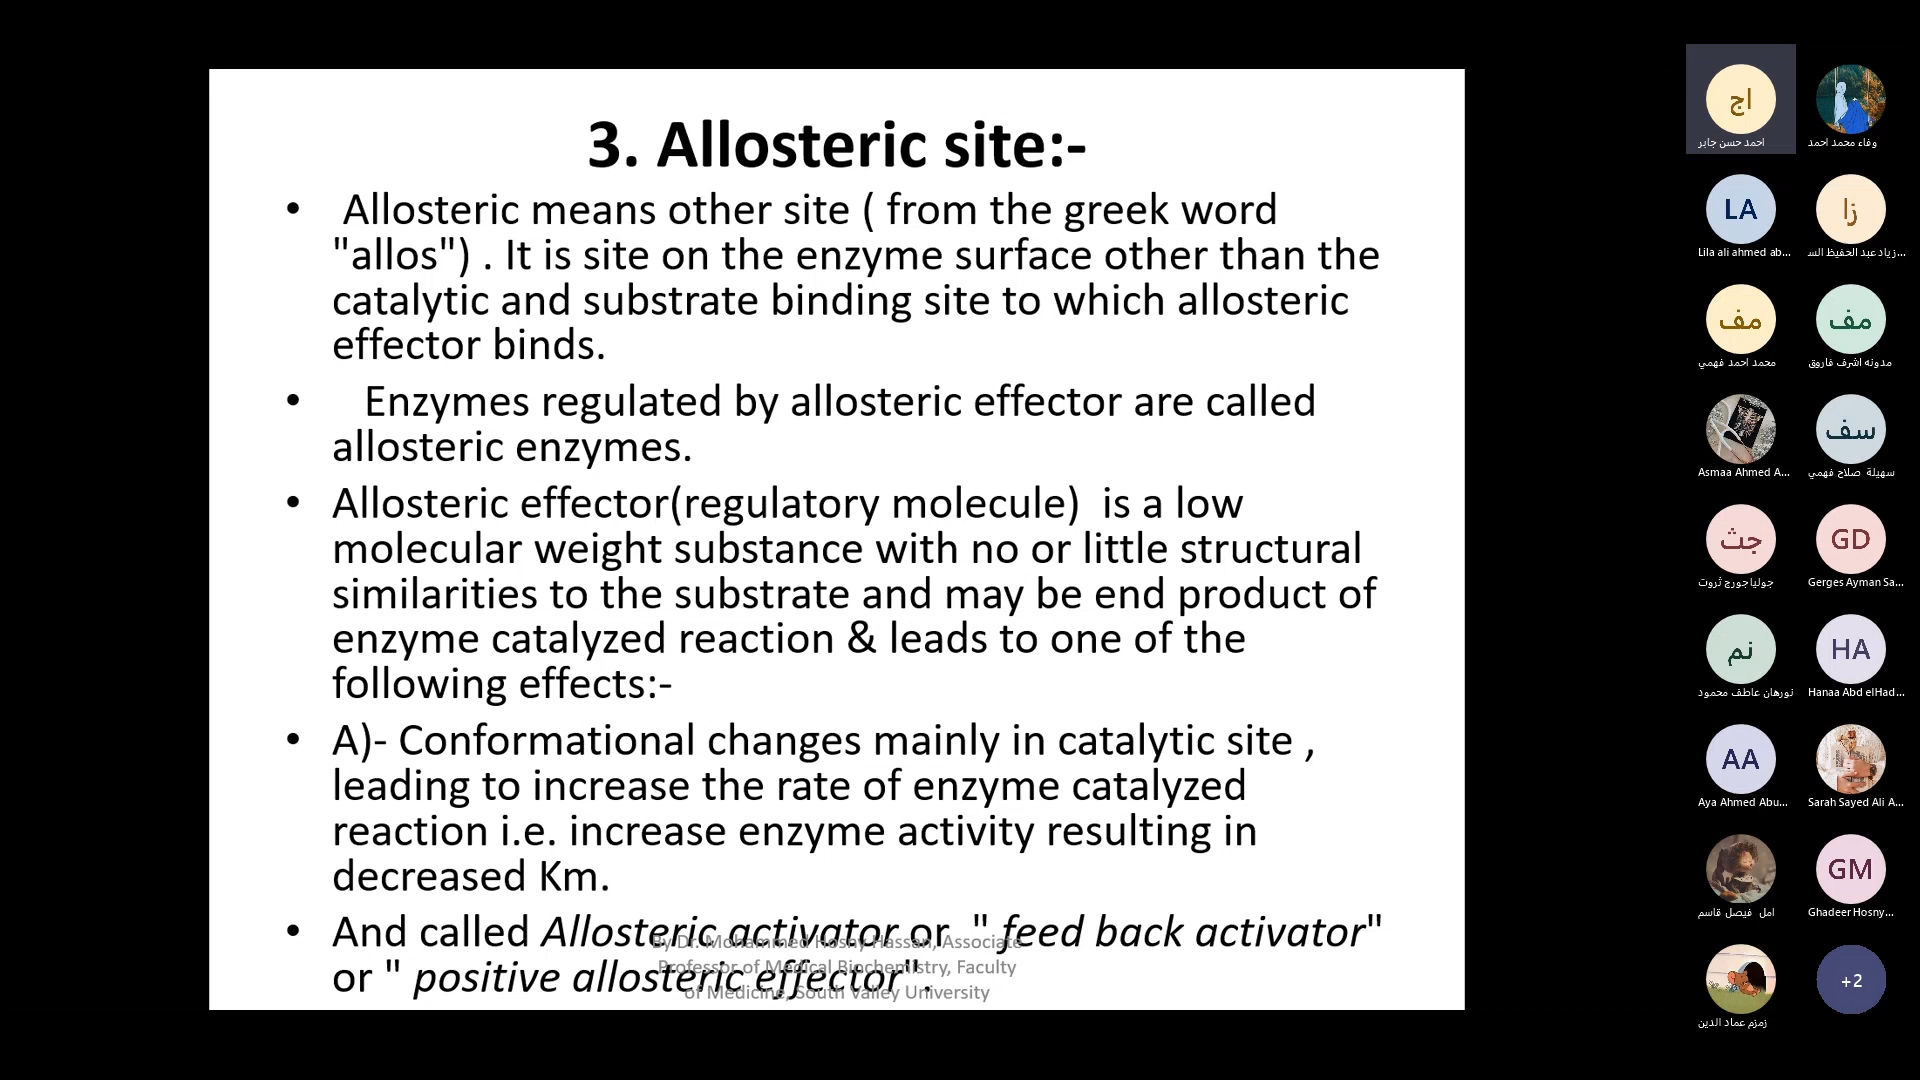 3. Allosteric site:-
• Allosteric means other site ( from the greek word
"allos") . It is site on the enzyme surface other than the
catalytic and substrate binding site to which allosteric
effector binds.
• Enzymes regulated by allosteric effector are called
allosteric enzymes.
• Allosteric effector(regulatory molecule) is a low
molecular weight substance with no or little structural
similarities to the substrate and may be end product of
enzyme catalyzed reaction & leads to one of the
following effects:-
• A)- Conformational changes mainly in catalytic site ,
leading to increase the rate of enzyme catalyzed
reaction i.e. increase enzyme activity resulting in
decreased Km.
• And called Allosteric activator or " feed back activator"
or " positive allosteric effector" .
By Dr. Mohammed Hosny Hassan, Associate
Professor of Medical Biochemistry, Faculty
of Medicine, South Valley University
اج
احمد حسن جابر
وفاء محمد احمد
LA
Lila ali ahmed ab...
زا
زياد عبد الحفيظ الس...
مف
محمد احمد فهمي
مف
مدونه اشرف فاروق
Asmaa Ahmed A...
سف
سهيلة صلاح فهمي
جث
جولياجورج ثروت
GD
Gerges Ayman Sa...
نم
نورهان عاطف محمود
HA
Hanaa Abd elHad...
AA
Aya Ahmed Abu...
Sarah Sayed Ali A...
امل فيصل قاسم
GM
Ghadeer Hosny...
زمزم عماد الدين
+2